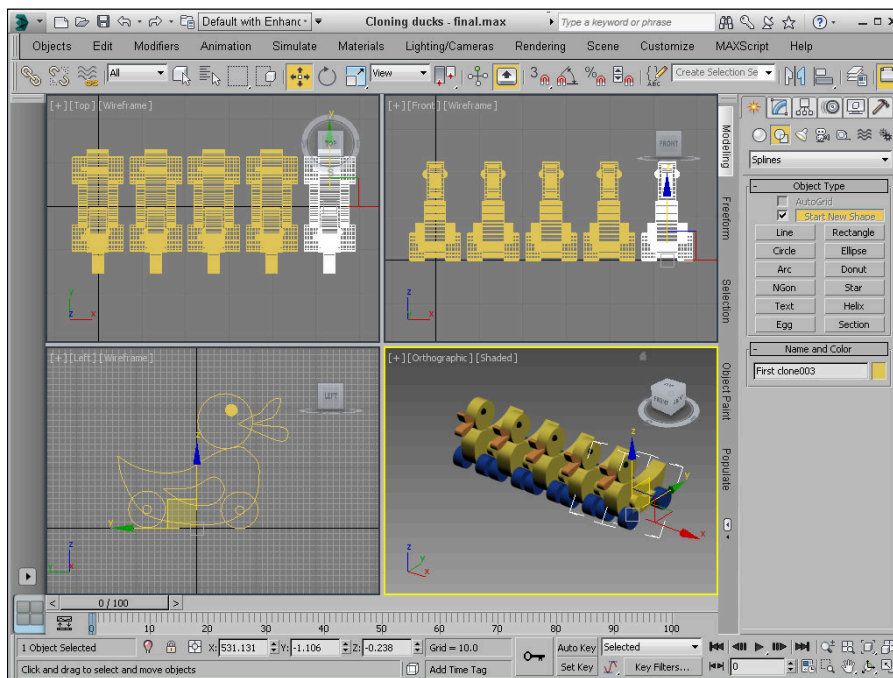 Default with Enhanc
Cloning ducks - final.max
Type a keyword or phrase
Objects Edit Modifiers Animation Simulate Materials Lighting/Cameras Rendering Scene Customize MAXScript Help
All
View
3
%
ABC
Create Selection Se
[+] [Top] [Wireframe]
TOP
S
y
z
x
[+] [Front] [Wireframe]
FRONT
z
x
Modeling
Freeform
Selection
Object Paint
Populate
Splines
- Object Type
AutoGrid
Start New Shape
Line Rectangle
Circle Ellipse
Arc Donut
NGon Star
Text Helix
Egg Section
- Name and Color
First clone003
[+] [Left] [Wireframe]
LEFT
z
y
z
x
[+] [Orthographic] [Shaded]
FRONT
z
y
x
z
y
x
< 0 / 100 >
0 10 20 30 40 50 60 70 80 90 100
1 Object Selected X: 531.131 Y: -1.106 Z: -0.238 Grid = 10.0 Auto Key Selected
Click and drag to select and move objects Add Time Tag Set Key Key Filters... 0